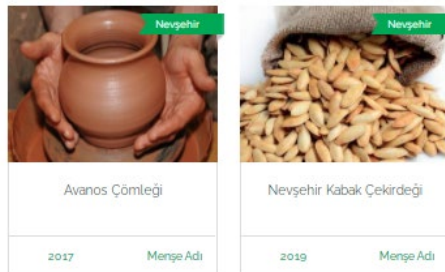 Nevşehir
Avanos Çömleği
2017 Menşe Adı
Nevşehir
Nevşehir Kabak Çekirdeği
2019 Menşe Adı